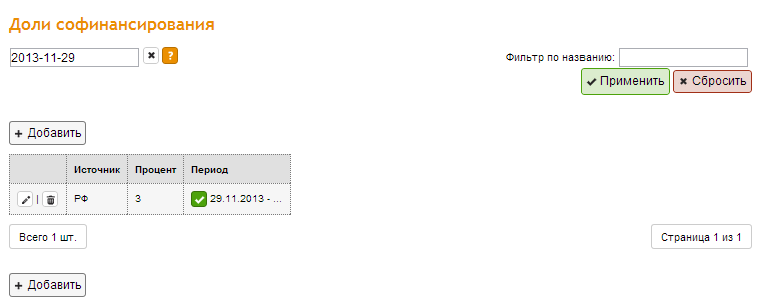 Доли софинансирования
2013-11-29 ? Фильтр по названию:
Применить Сбросить
Добавить
Источник Процент Период
| РФ 3 29.11.2013 - ...
Всего 1 шт. Страница 1 из 1
Добавить